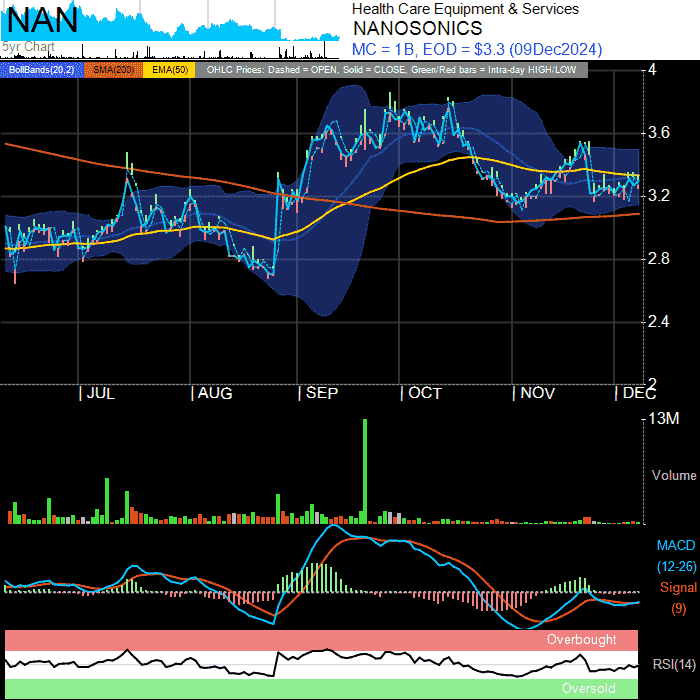 NAN
5yr Chart
Health Care Equipment & Services
NANOSONICS
MC = 1B, EOD = $3.3 (09Dec2024)
BollBands(20,2) SMA(200) EMA(50) OHLC Prices: Dashed = OPEN, Solid = CLOSE, Green/Red bars = Intra-day HIGH/LOW
4
3.6
3.2
2.8
2.4
2
JUL AUG SEP OCT NOV DEC
13M
Volume
MACD
(12-26)
Signal
(9)
Overbought
RSI(14)
Oversold